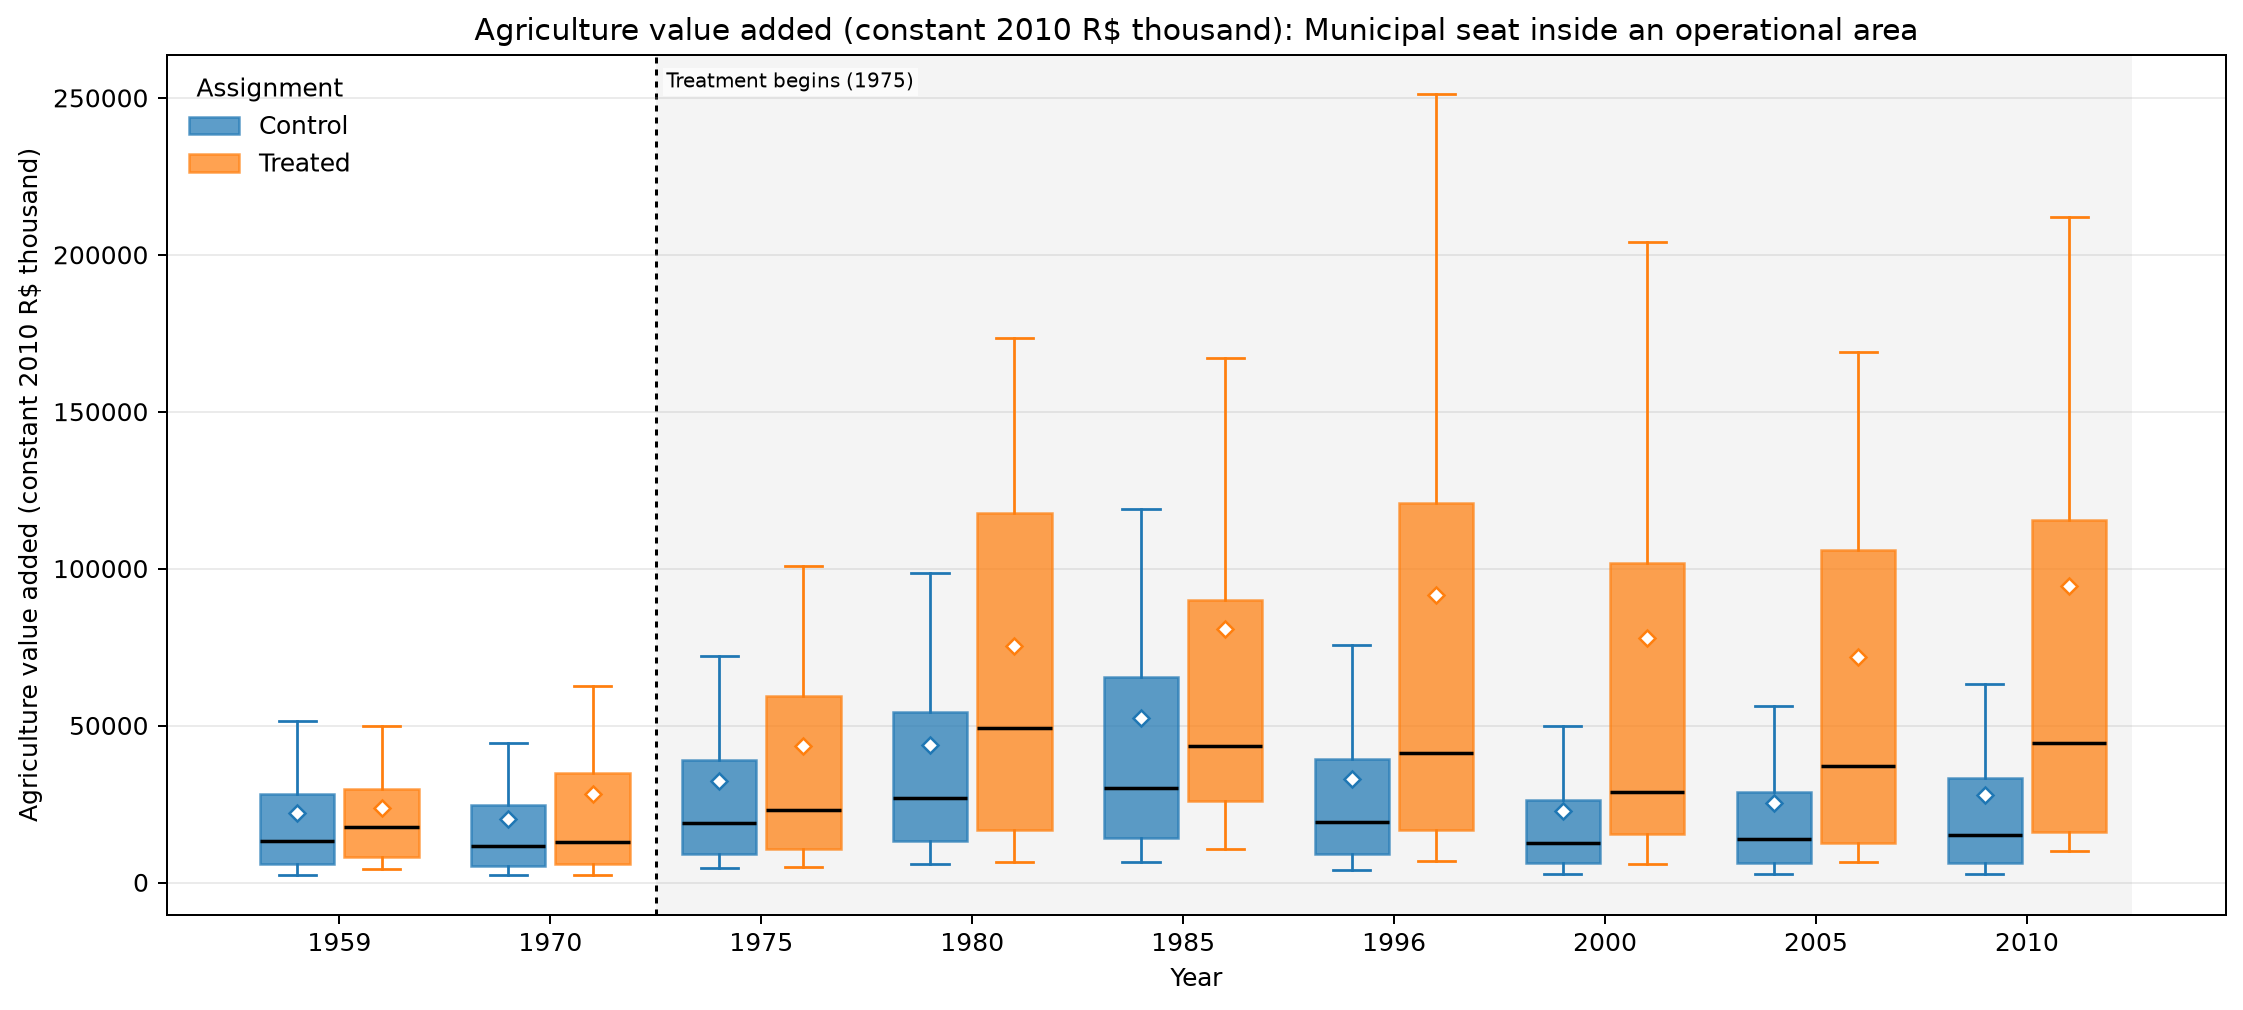 Agriculture value added (constant 2010 R$ thousand): Municipal seat inside an operational area
Agriculture value added (constant 2010 R$ thousand)
250000
200000
150000
100000
50000
0
Assignment
Control
Treated
Treatment begins (1975)
1959 1970 1975 1980 1985 1996 2000 2005 2010
Year